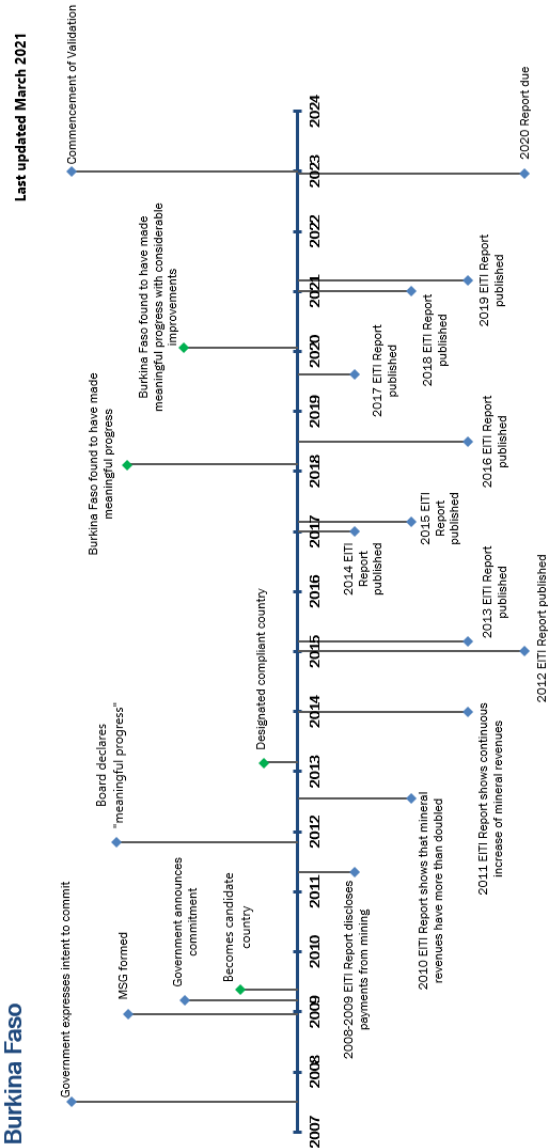 Burkina Faso
Last updated March 2021
Government expresses intent to commit
MSG formed
Government announces
commitment
Becomes candidate
country
Board declares
"meaningful progress"
Designated compliant country
Burkina Faso found to have made
meaningful progress
Burkina Faso found to have made
meaningful progress with considerable
improvements
Commencement of Validation
2007
2008
2009
2010
2011
2012
2013
2014
2015
2016
2017
2018
2019
2020
2021
2022
2023
2024
2008-2009 EITI Report discloses
payments from mining
2010 EITI Report shows that mineral
revenues have more than doubled
2011 EITI Report shows continuous
increase of mineral revenues
2012 EITI Report published
2013 EITI Report
published
2014 EITI
Report
published
2015 EITI
Report
published
2016 EITI Report
published
2017 EITI Report
published
2018 EITI Report
published
2019 EITI Report
published
2020 Report due